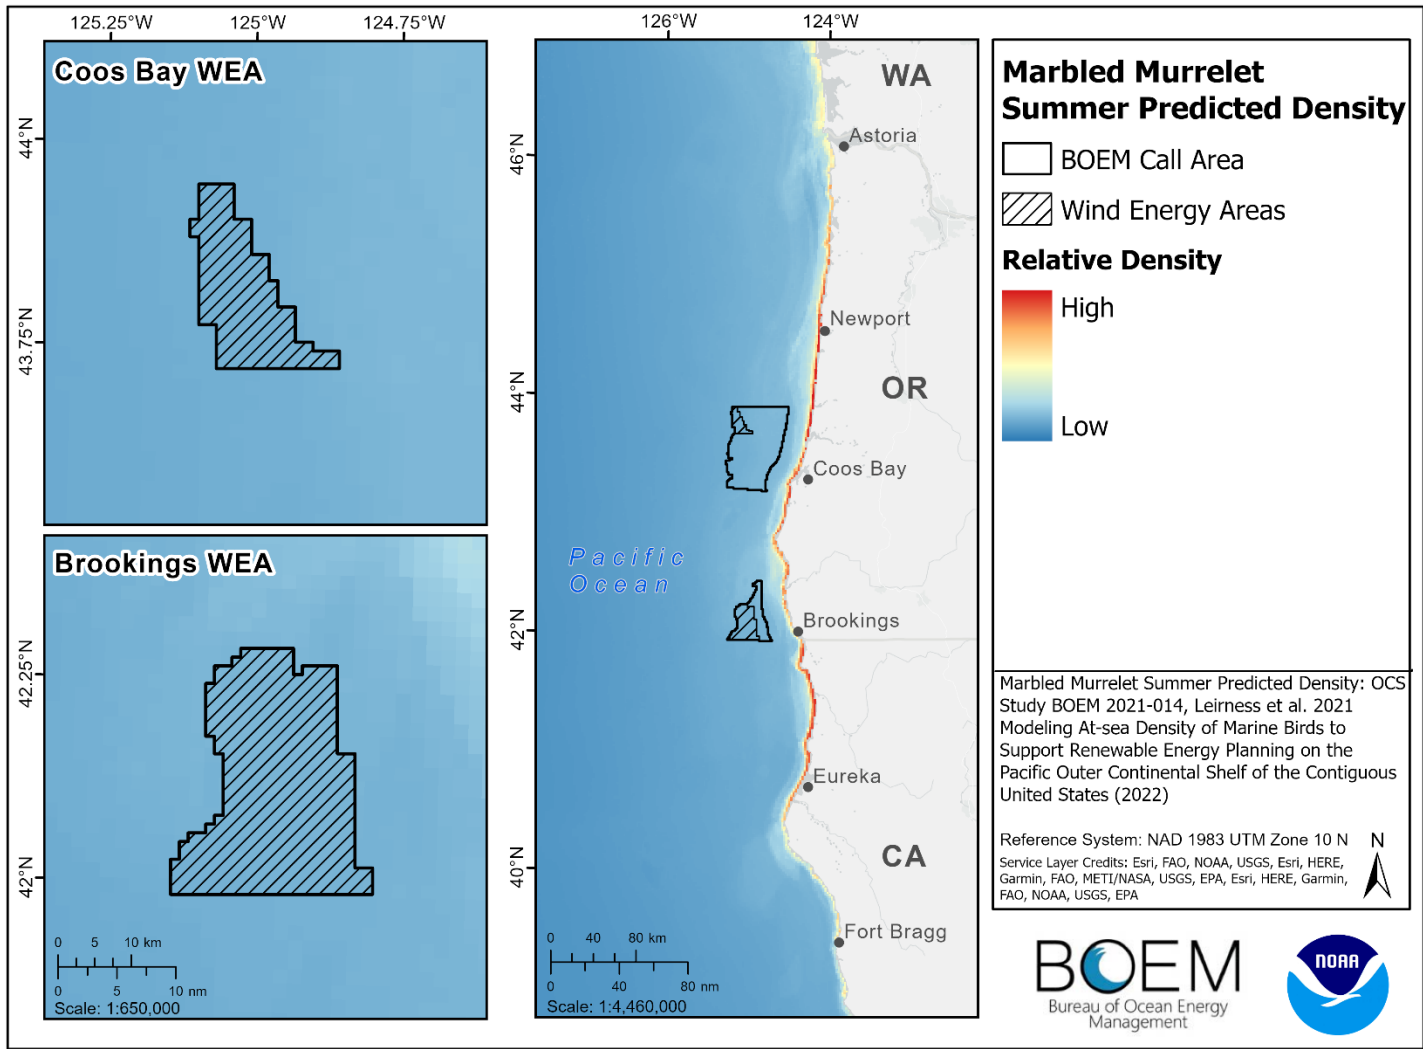 125.25°W
125°W
124.75°W
126°W
124°W
Coos Bay WEA
44°N
43.75°N
Brookings WEA
42.25°N
42°N
0 5 10 km
0 5 10 nm
Scale: 1:650,000
46°N
44°N
42°N
40°N
WA
Astoria
Newport
OR
Coos Bay
Pacific
Ocean
Brookings
Eureka
CA
Fort Bragg
0 40 80 km
0 40 80 nm
Scale: 1:4,460,000
Marbled Murrelet
Summer Predicted Density
BOEM Call Area
Wind Energy Areas
Relative Density
High
Low
Marbled Murrelet Summer Predicted Density: OCS
Study BOEM 2021-014, Leirness et al. 2021
Modeling At-sea Density of Marine Birds to
Support Renewable Energy Planning on the
Pacific Outer Continental Shelf of the Contiguous
United States (2022)
Reference System: NAD 1983 UTM Zone 10 N
N
Service Layer Credits: Esri, FAO, NOAA, USGS, Esri, HERE,
Garmin, FAO, METI/NASA, USGS, EPA, Esri, HERE, Garmin,
FAO, NOAA, USGS, EPA
BOEM
Bureau of Ocean Energy
Management
NOAA